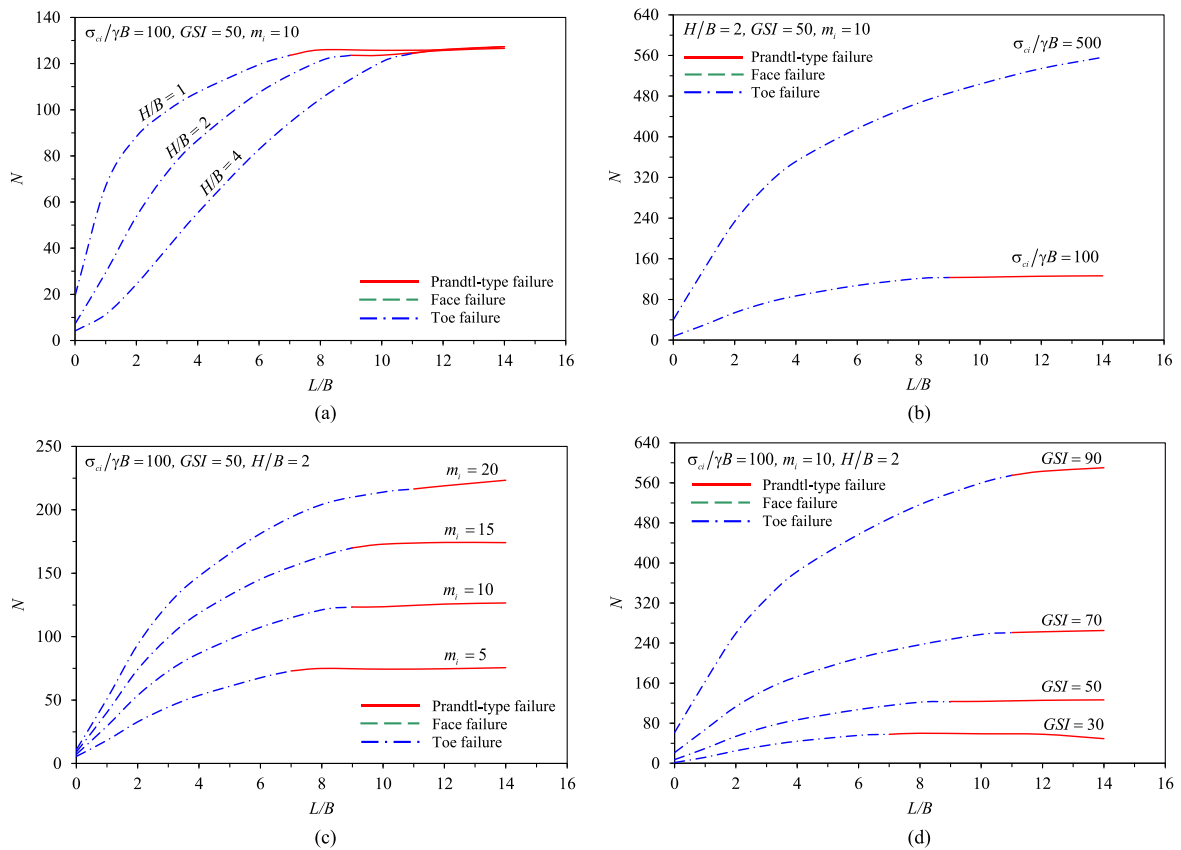 σci/γB = 100, GSI = 50, mi = 10
140
120
100
80
60
40
20
0
N
H/B = 1
H/B = 2
H/B = 4
Prandtl-type failure
Face failure
Toe failure
0 2 4 6 8 10 12 14 16
L/B
(a)
H/B = 2, GSI = 50, mi = 10
640
560
480
400
320
240
160
80
0
N
Prandtl-type failure
Face failure
Toe failure
σci/γB = 500
σci/γB = 100
0 2 4 6 8 10 12 14 16
L/B
(b)
σci/γB = 100, GSI = 50, H/B = 2
250
200
150
100
50
0
N
mi = 20
mi = 15
mi = 10
mi = 5
Prandtl-type failure
Face failure
Toe failure
0 2 4 6 8 10 12 14 16
L/B
(c)
σci/γB = 100, mi = 10, H/B = 2
640
560
480
400
320
240
160
80
0
N
Prandtl-type failure
Face failure
Toe failure
GSI = 90
GSI = 70
GSI = 50
GSI = 30
0 2 4 6 8 10 12 14 16
L/B
(d)